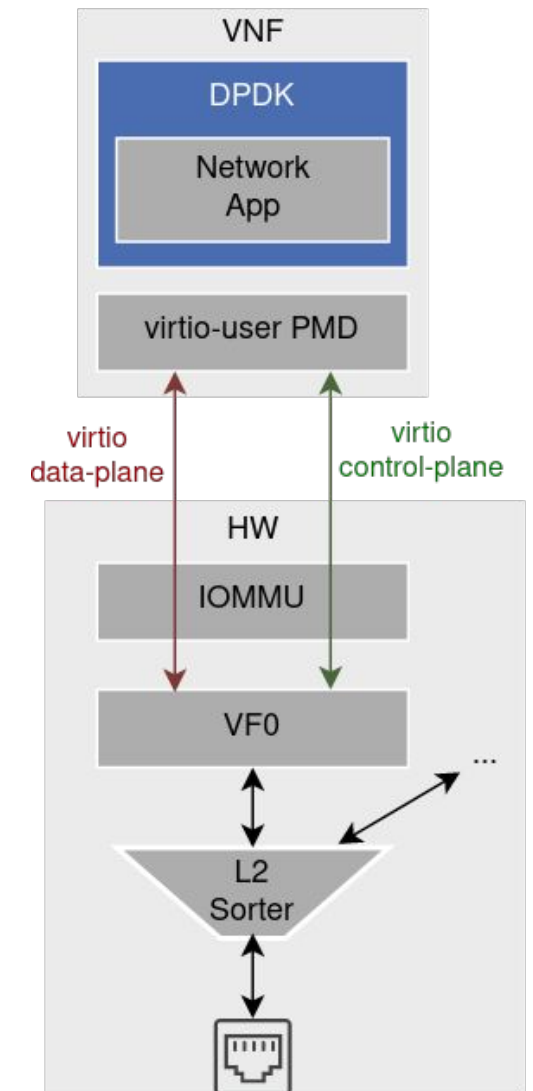 VNF
DPDK
Network
App
virtio-user PMD
virtio
data-plane
virtio
control-plane
HW
IOMMU
VF0
...
L2
Sorter